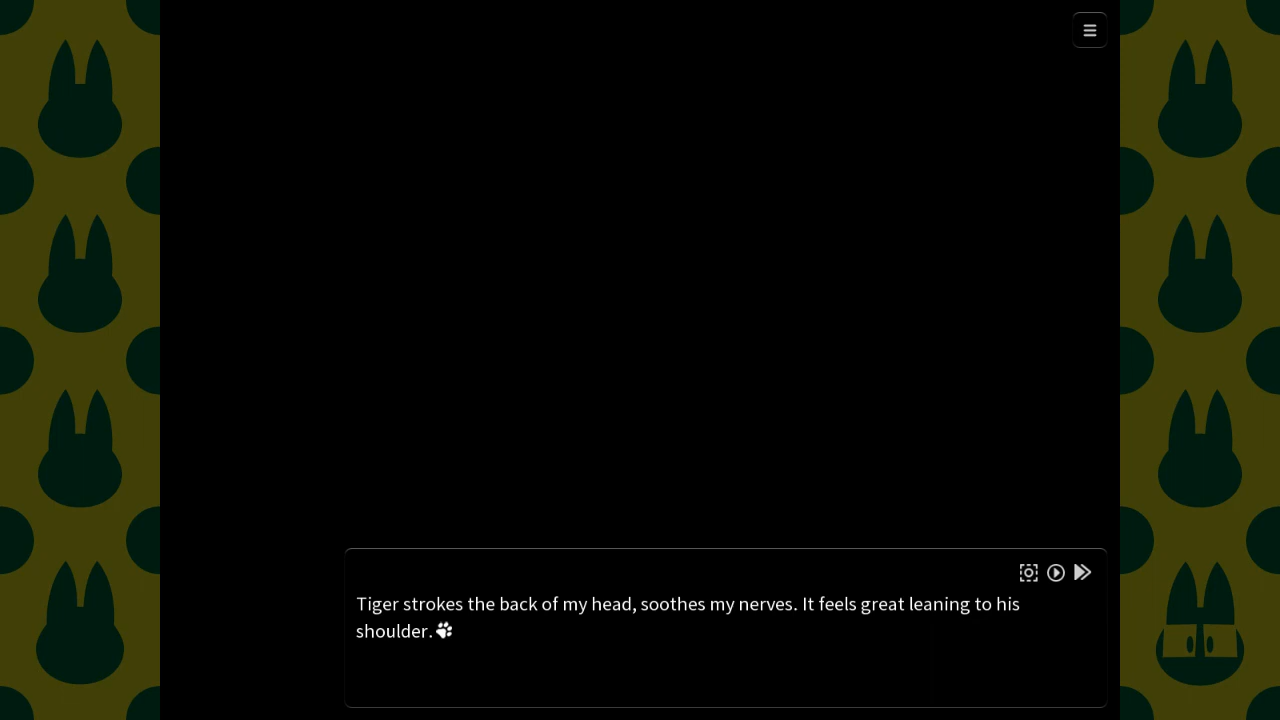 Tiger strokes the back of my head, soothes my nerves. It feels great leaning to his
shoulder.